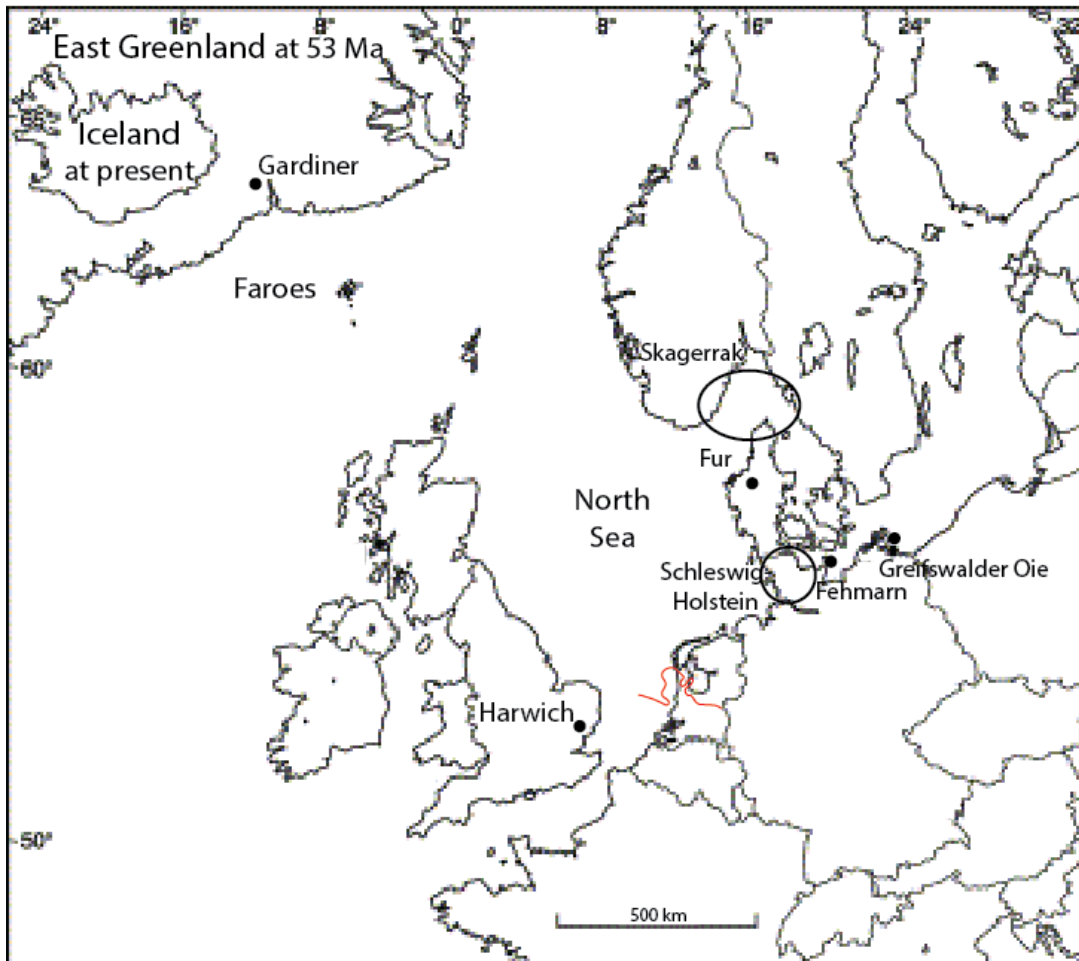 24° 16° 8° 0° 8° 16° 24°
East Greenland at 53 Ma
Iceland
at present
Gardiner
Faroes
60°
Skagerrak
Fur
North
Sea
Schleswig
Holstein
Fehmarn
Greifswalder Oie
Harwich
50°
500 km